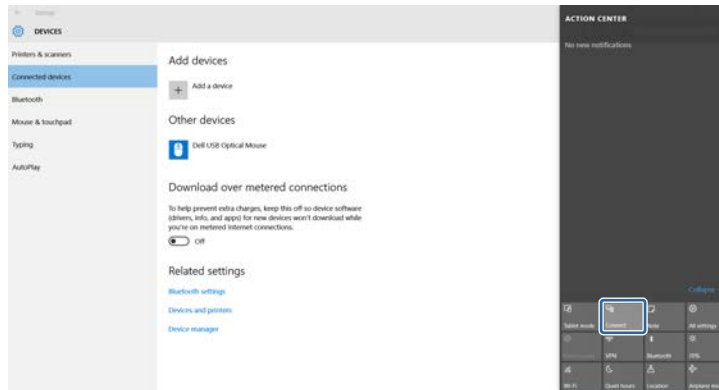 Settings
DEVICES
Printers & scanners
Connected devices
Bluetooth
Mouse & touchpad
Typing
AutoPlay
Add devices
Add a device
Other devices
Dell USB Optical Mouse
Download over metered connections
To help prevent extra charges, keep this off so device software
(drivers, info, and apps) for new devices won't download while
you're on metered Internet connections.
Off
Related settings
Bluetooth settings
Devices and printers
Device manager
ACTION CENTER
No new notifications
Collapse
Tablet mode
Connect
Note
All settings
VPN
Bluetooth
70%
Wi-Fi
Quiet hours
Location
Airplane mo